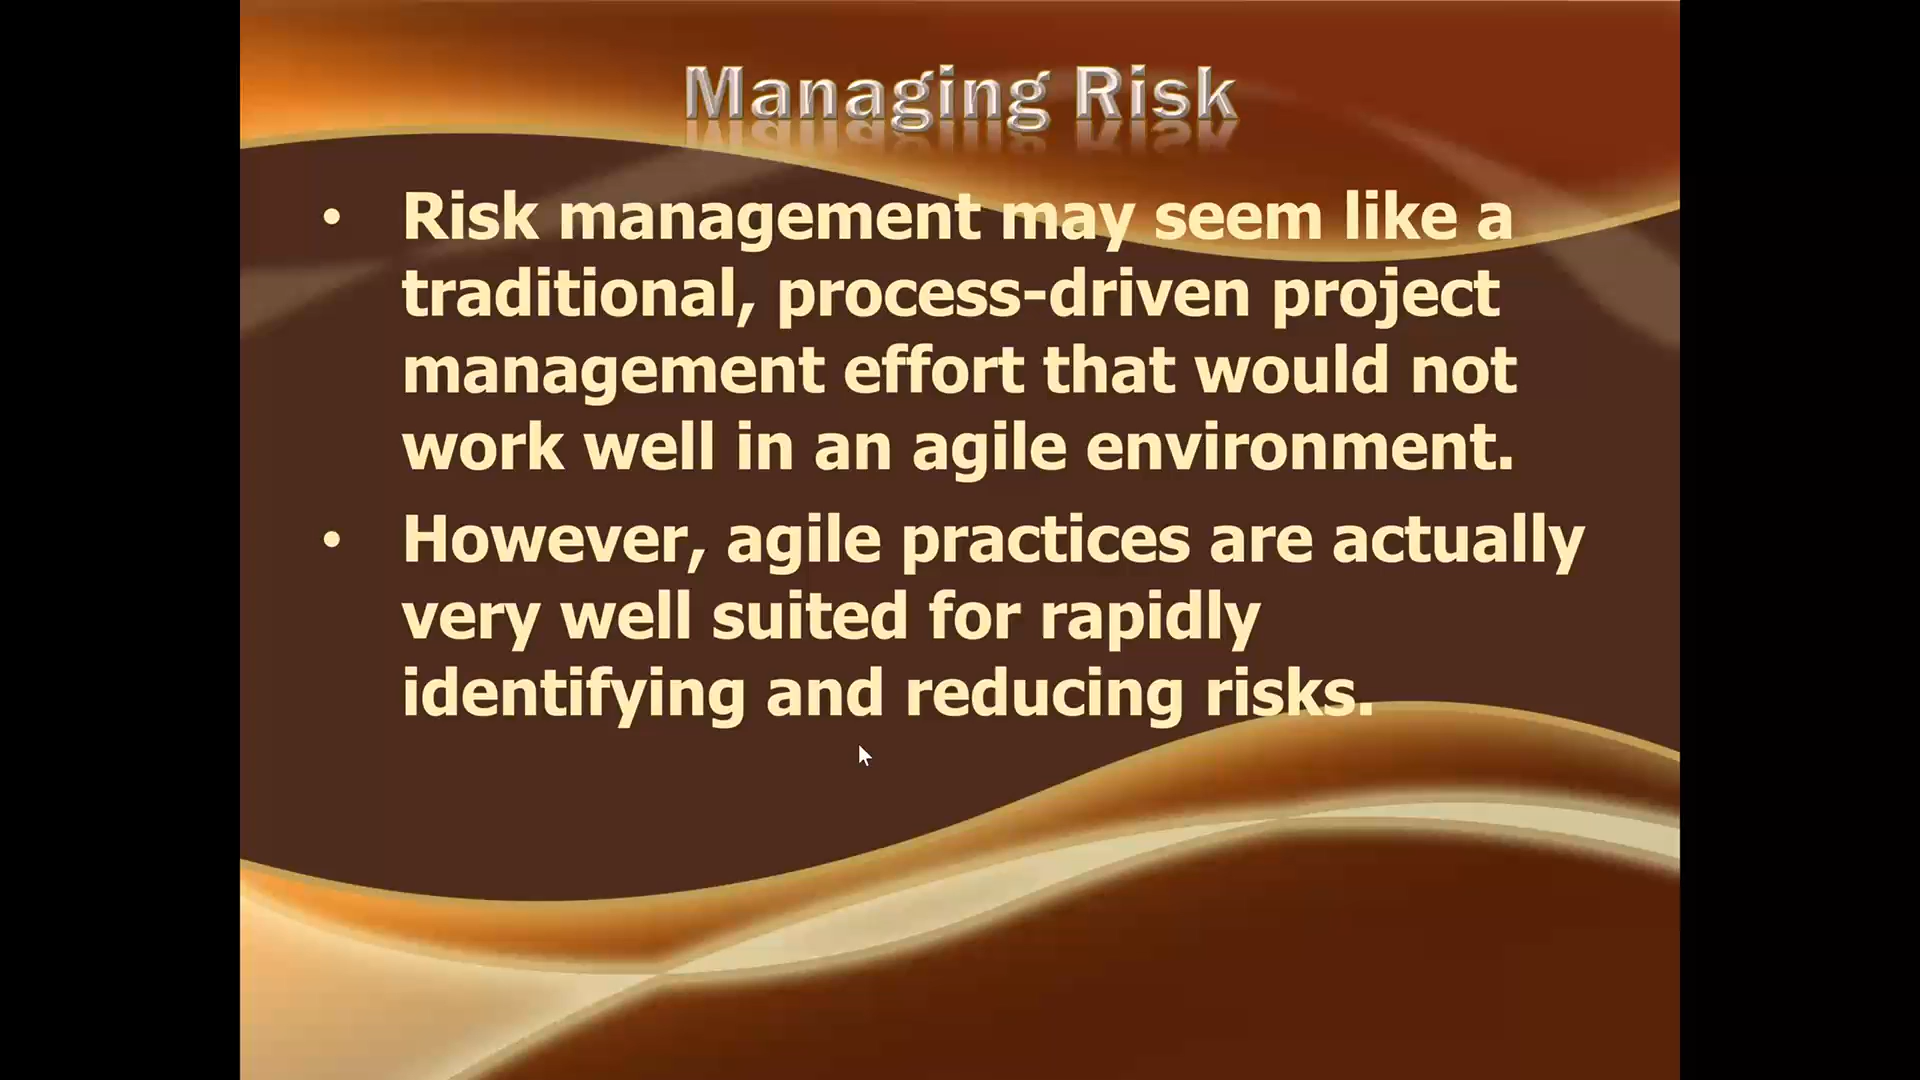 Managing Risk
• Risk management may seem like a
traditional, process-driven project
management effort that would not
work well in an agile environment.
• However, agile practices are actually
very well suited for rapidly
identifying and reducing risks.